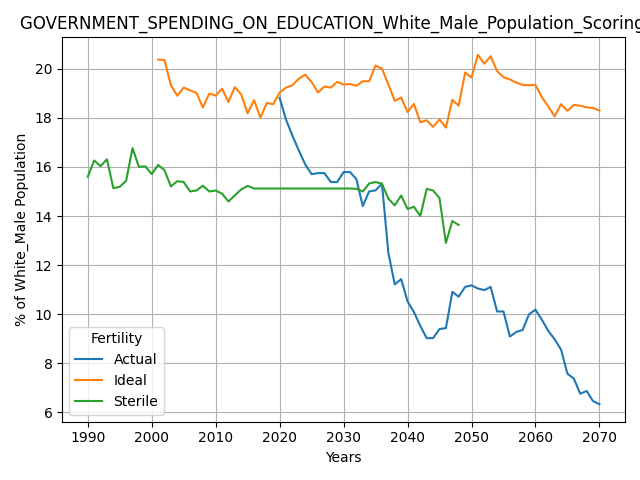 GOVERNMENT_SPENDING_ON_EDUCATION_White_Male_Population_Scoring
% of White_Male Population
20
18
16
14
12
10
8
6
Fertility
Actual
Ideal
Sterile
1990 2000 2010 2020 2030 2040 2050 2060 2070
Years